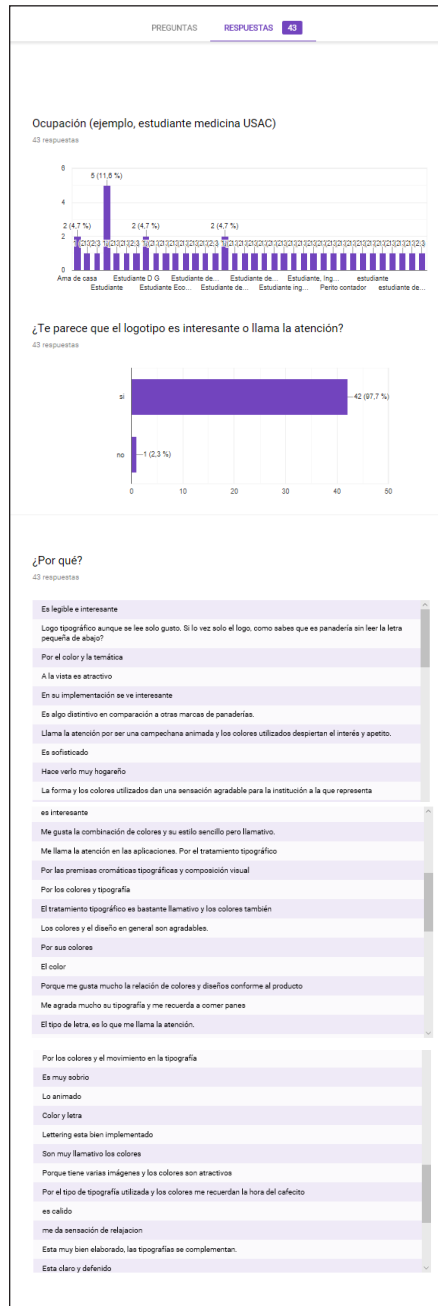 PREGUNTAS
RESPUESTAS 43
Ocupación (ejemplo, estudiante medicina USAC)
43 respuestas
6
5 (11,6 %)
4
2 (4,7 %) 2 (4,7 %) 2 (4,7 %)
2
0
Ama de casa Estudiante D G Estudiante de... Estudiante de... Estudiante, Ing... estudiante
Estudiante Estudiante Eco... Estudiante de... Estudiante ing... Perito contador estudiante de...
¿Te parece que el logotipo es interesante o llama la atención?
43 respuestas
si 42 (97,7 %)
no 1 (2,3 %)
0 10 20 30 40 50
¿Por qué?
43 respuestas
Es legible e interesante
Logo tipográfico aunque se lee solo gusto. Si lo vez solo el logo, como sabes que es panadería sin leer la letra
pequeña de abajo?
Por el color y la temática
A la vista es atractivo
En su implementación se ve interesante
Es algo distintivo en comparación a otras marcas de panaderías.
Llama la atención por ser una campechana animada y los colores utilizados despiertan el interés y apetito.
Es sofisticado
Hace verlo muy hogareño
La forma y los colores utilizados dan una sensación agradable para la institución a la que representa
es interesante
Me gusta la combinación de colores y su estilo sencillo pero llamativo.
Me llama la atención en las aplicaciones. Por el tratamiento tipográfico
Por las premisas cromáticas tipográficas y composición visual
Por los colores y tipografía
El tratamiento tipográfico es bastante llamativo y los colores también
Los colores y el diseño en general son agradables.
Por sus colores
El color
Porque me gusta mucho la relación de colores y diseños conforme al producto
Me agrada mucho su tipografía y me recuerda a comer panes
El tipo de letra, es lo que me llama la atención.
Por los colores y el movimiento en la tipografía
Es muy sobrio
Lo animado
Color y letra
Lettering esta bien implementado
Son muy llamativo los colores
Porque tiene varias imágenes y los colores son atractivos
Por el tipo de tipografía utilizada y los colores me recuerdan la hora del cafecito
es calido
me da sensación de relajacion
Esta muy bien elaborado, las tipografías se complementan.
Esta claro y defenido